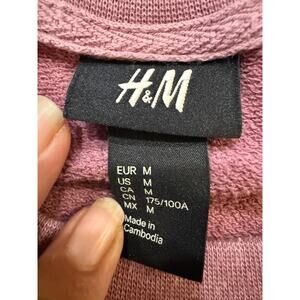 H&M
EUR M
US M
CA M
CN 175/100A
MX M
Made in
Cambodia